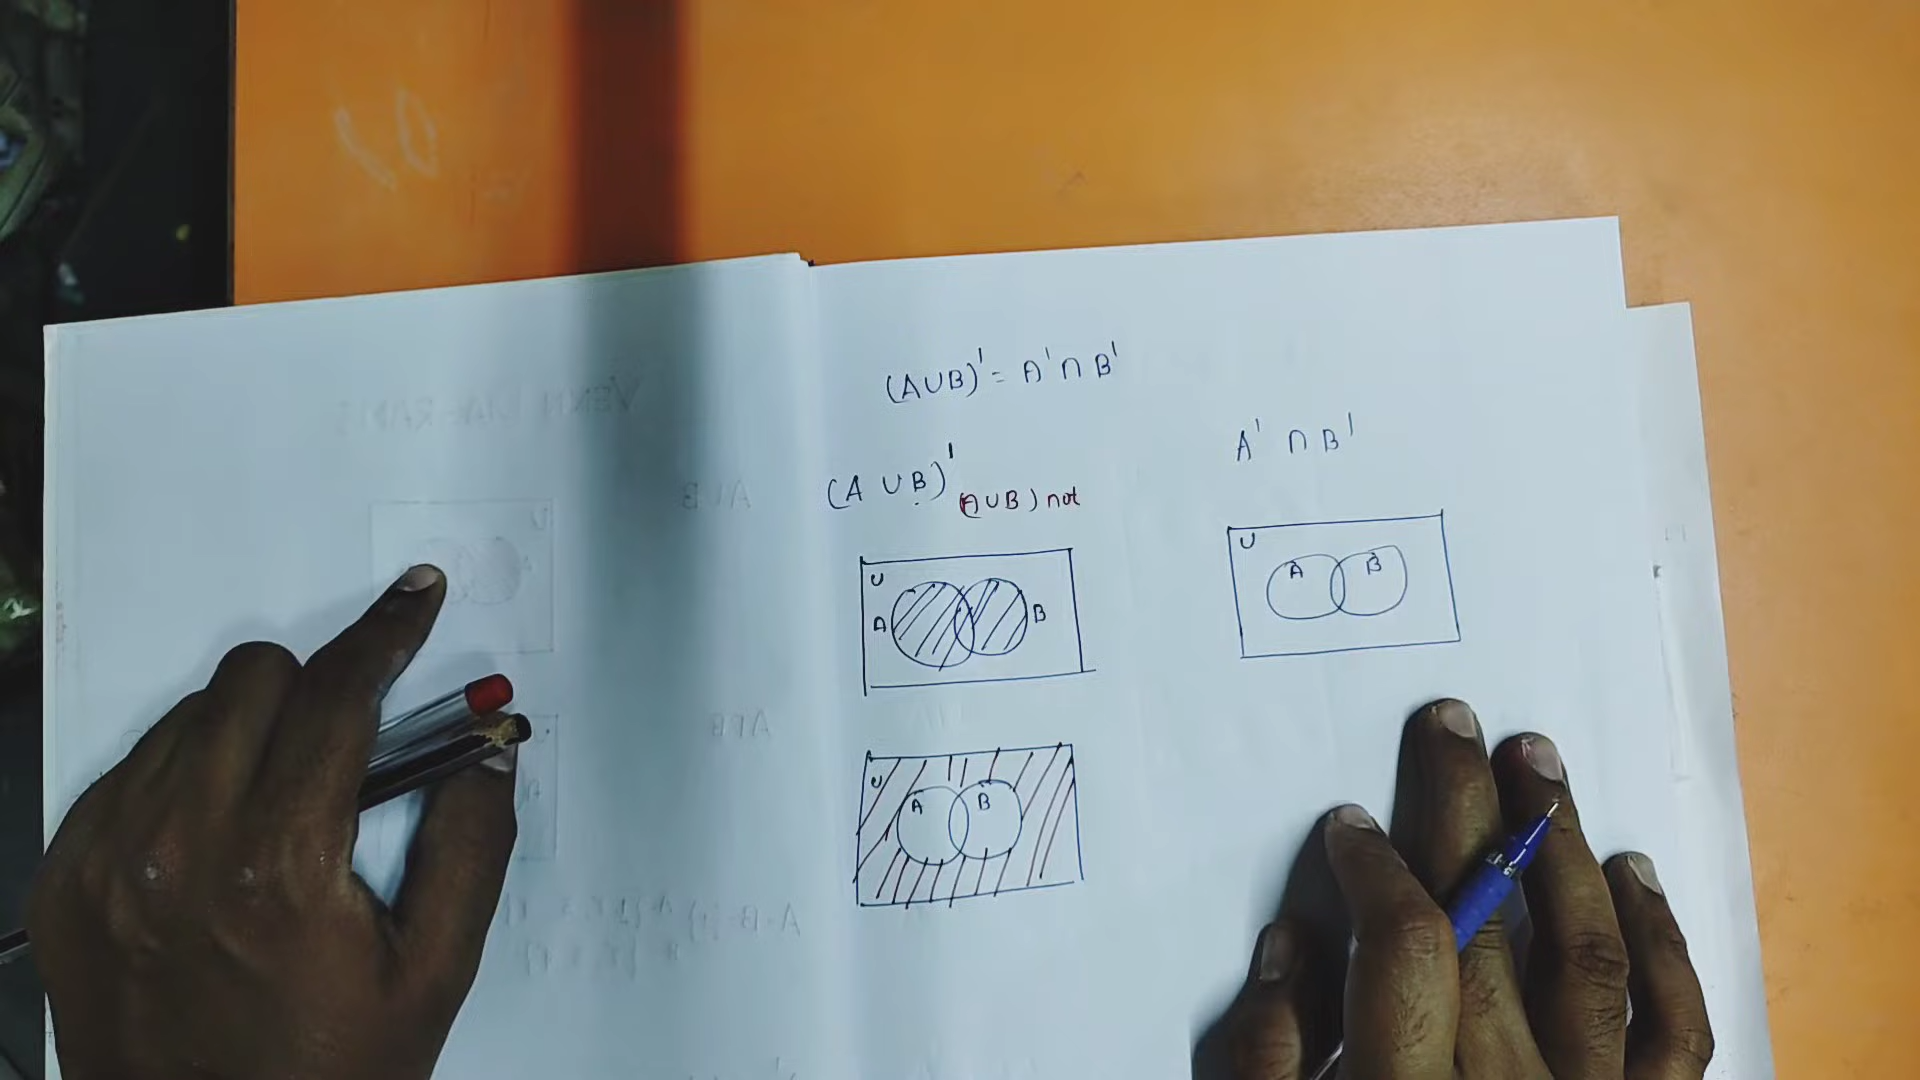 (A∪B)' = A' ∩ B'
(A ∪ B)'
(A∪B) not
U
A
B
U
A
B
A' ∩ B'
U
A
B